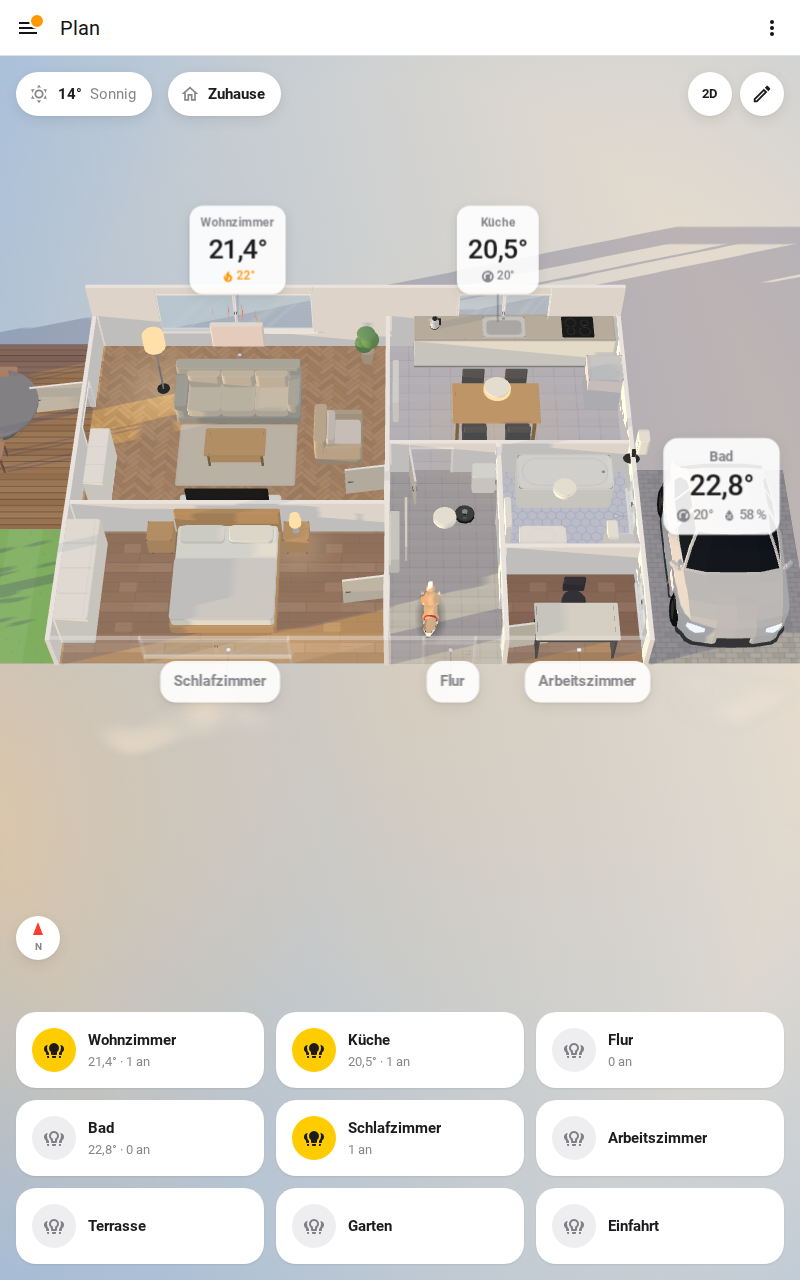 Plan
14° Sonnig
Zuhause
2D
Wohnzimmer
21,4°
22°
Küche
20,5°
20°
Bad
22,8°
20° 58 %
Schlafzimmer
Flur
Arbeitszimmer
N
Wohnzimmer
21,4° · 1 an
Küche
20,5° · 1 an
Flur
0 an
Bad
22,8° · 0 an
Schlafzimmer
1 an
Arbeitszimmer
Terrasse
Garten
Einfahrt